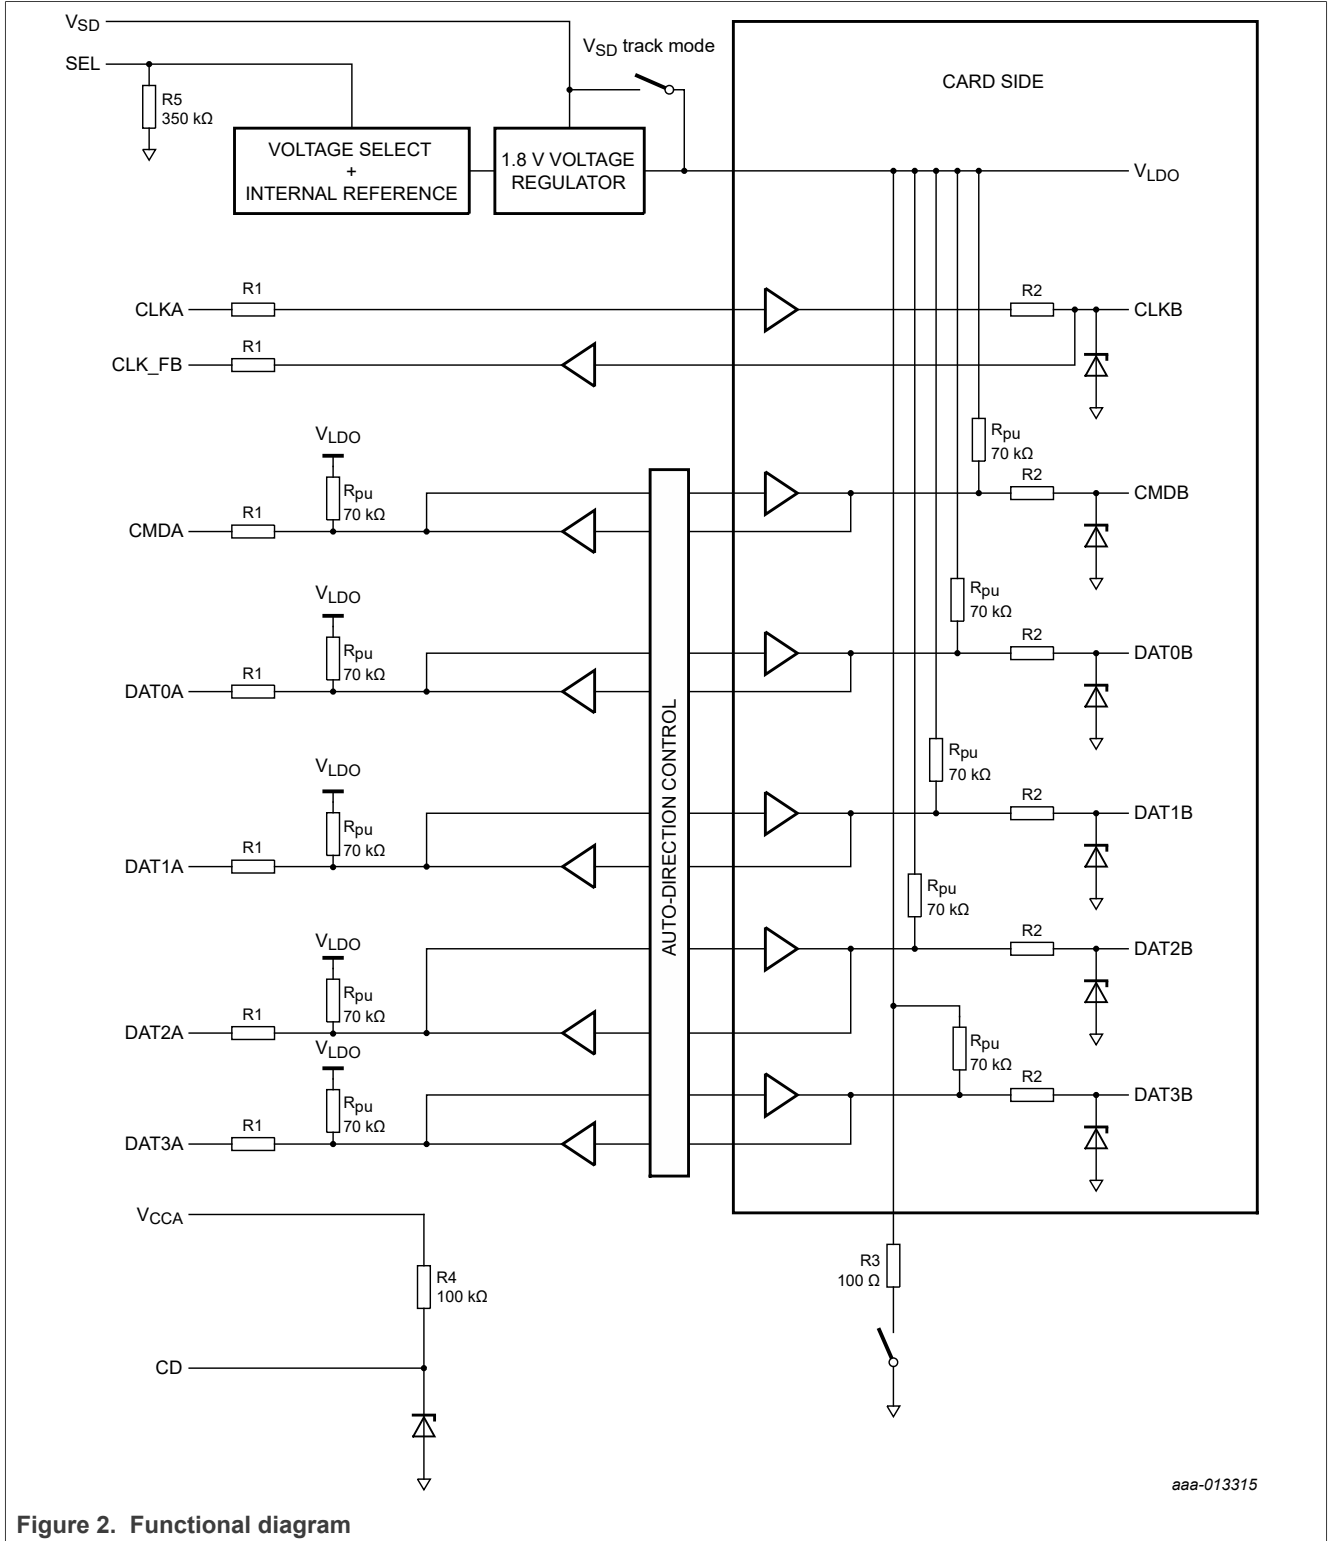 VSD
VSD track mode
SEL
CARD SIDE
R5
350 kΩ
VOLTAGE SELECT
+
INTERNAL REFERENCE
1.8 V VOLTAGE
REGULATOR
VLDO
R1
R2
CLKA
CLKB
R1
CLK_FB
VLDO
Rpu
70 kΩ
Rpu
70 kΩ
R2
CMDB
R1
CMDA
VLDO
Rpu
70 kΩ
Rpu
70 kΩ
R2
DAT0B
R1
DAT0A
AUTO-DIRECTION CONTROL
VLDO
Rpu
70 kΩ
Rpu
70 kΩ
R2
DAT1B
R1
DAT1A
Rpu
70 kΩ
VLDO
R2
DAT2B
Rpu
70 kΩ
R1
DAT2A
VLDO
Rpu
70 kΩ
R2
DAT3B
Rpu
70 kΩ
R1
DAT3A
VCCA
R3
100 Ω
R4
100 kΩ
CD
aaa-013315
Figure 2. Functional diagram